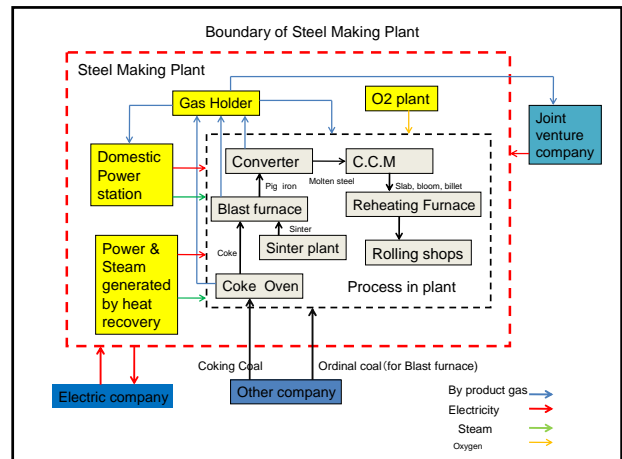 Boundary of Steel Making Plant
Steel Making Plant
Gas Holder
O2 plant
Joint
venture
company
Domestic
Power
station
Converter
C.C.M
Molten steel
Pig iron
Slab, bloom, billet
Blast furnace
Reheating Furnace
Sinter
Sinter plant
Rolling shops
Coke
Power &
Steam
generated
by heat
recovery
Coke Oven
Process in plant
Coking Coal
Ordinal coal(for Blast furnace)
Electric company
Other company
By product gas
Electricity
Steam
Oxygen